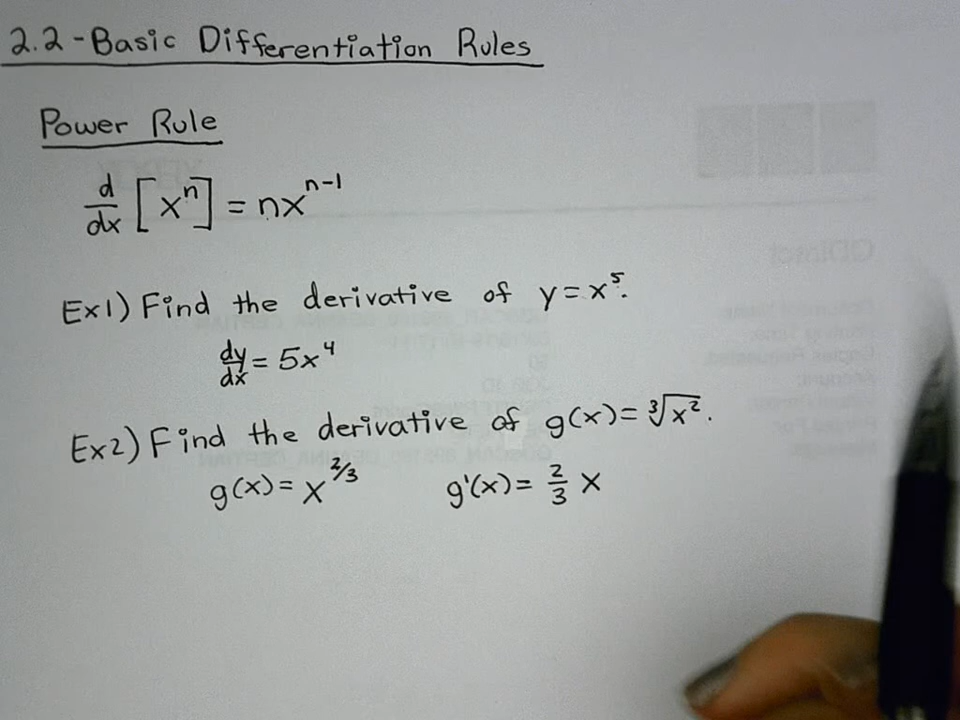 2.2-Basic Differentiation Rules
Power Rule
d/dx [xⁿ] = nxⁿ⁻¹
Ex1) Find the derivative of y=x⁵.
dy/dx = 5x⁴
Ex2) Find the derivative of g(x)=∛x².
g(x)= x^2/3 g'(x)= 2/3 x